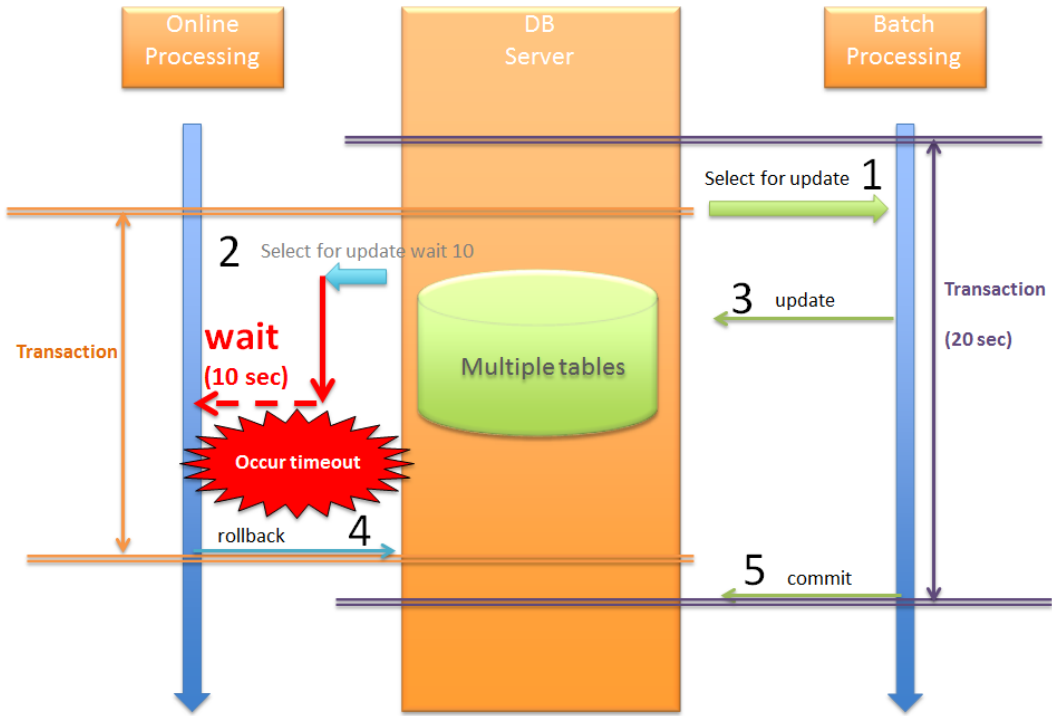 Online
Processing
DB
Server
Batch
Processing
Select for update 1
2 Select for update wait 10
3 update
Transaction
(20 sec)
wait
(10 sec)
Transaction
Multiple tables
Occur timeout
rollback 4
5 commit